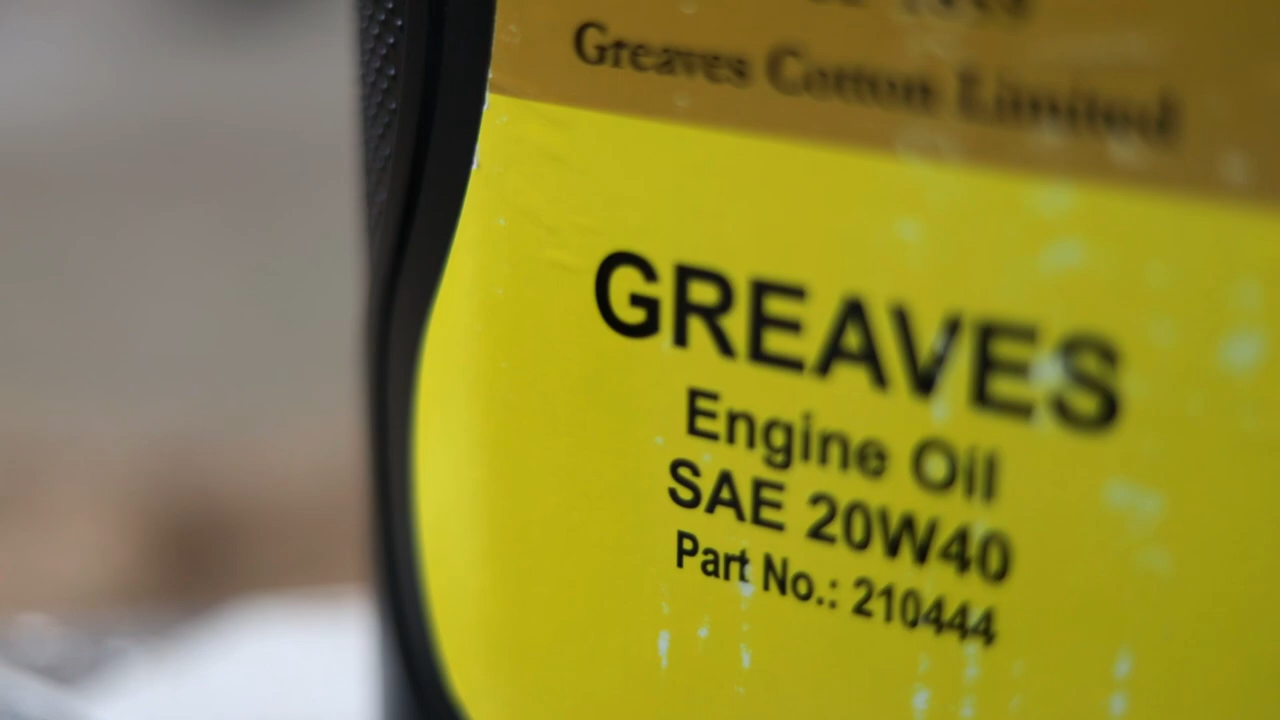 Greaves Cotton Limited
GREAVES
Engine Oil
SAE 20W40
Part No.: 210444